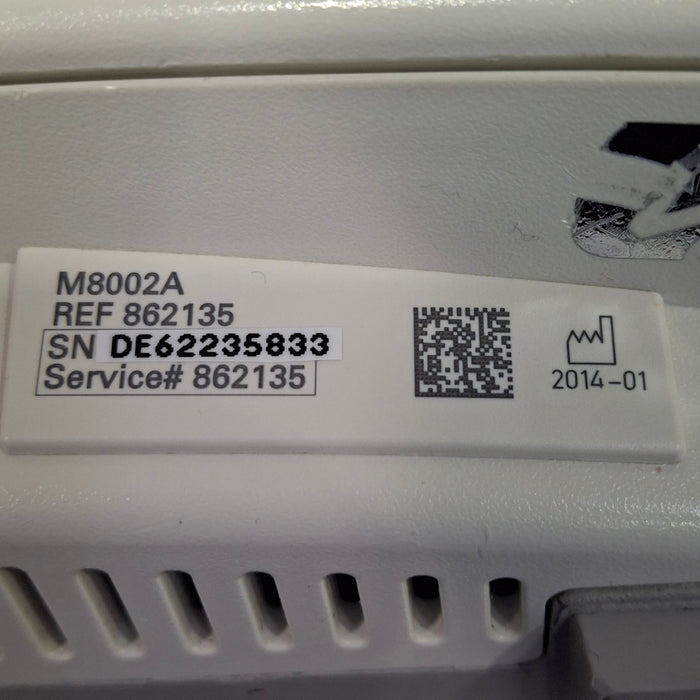 M8002A
REF 862135
SN DE62235833
Service# 862135
2014-01